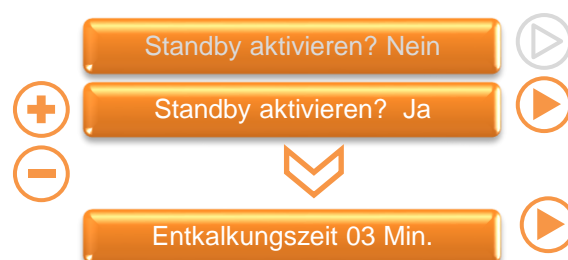 Standby aktivieren? Nein
Standby aktivieren? Ja
Entkalkungszeit 03 Min.